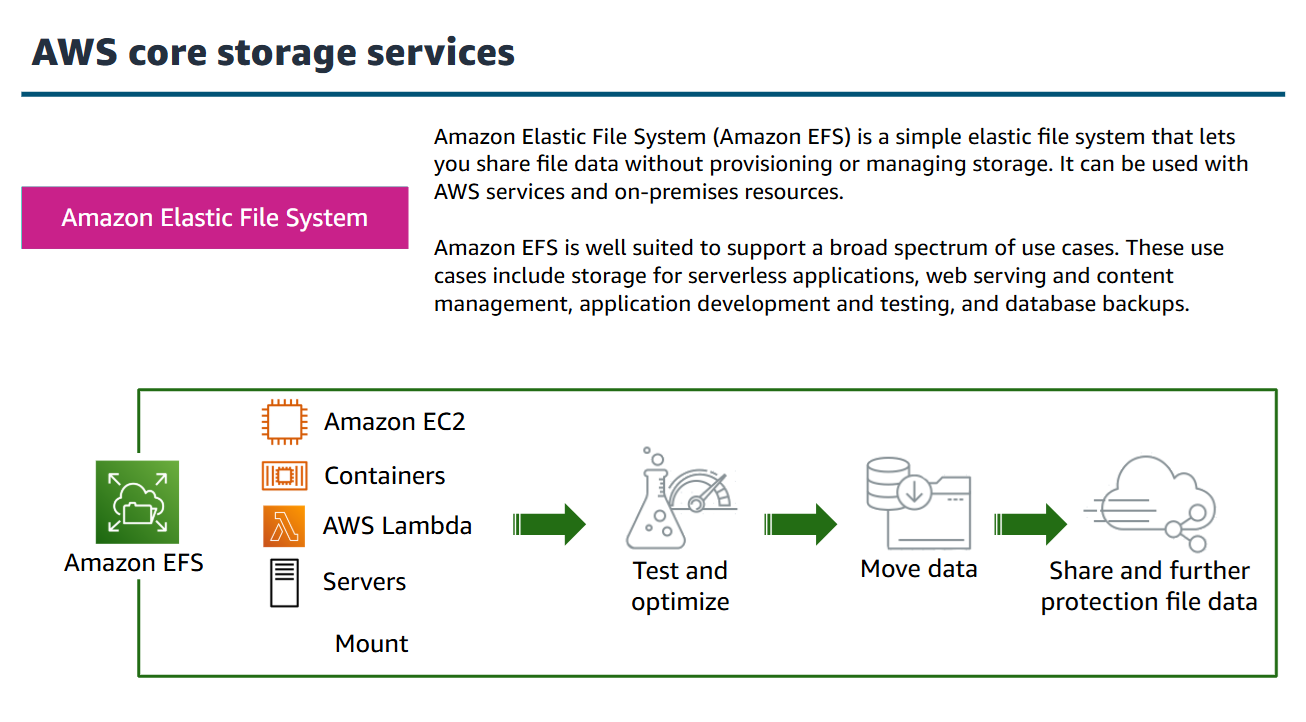 AWS core storage services
Amazon Elastic File System
Amazon Elastic File System (Amazon EFS) is a simple elastic file system that lets
you share file data without provisioning or managing storage. It can be used with
AWS services and on-premises resources.
Amazon EFS is well suited to support a broad spectrum of use cases. These use
cases include storage for serverless applications, web serving and content
management, application development and testing, and database backups.
Amazon EFS
Amazon EC2
Containers
AWS Lambda
Servers
Mount
Test and
optimize
Move data
Share and further
protection file data